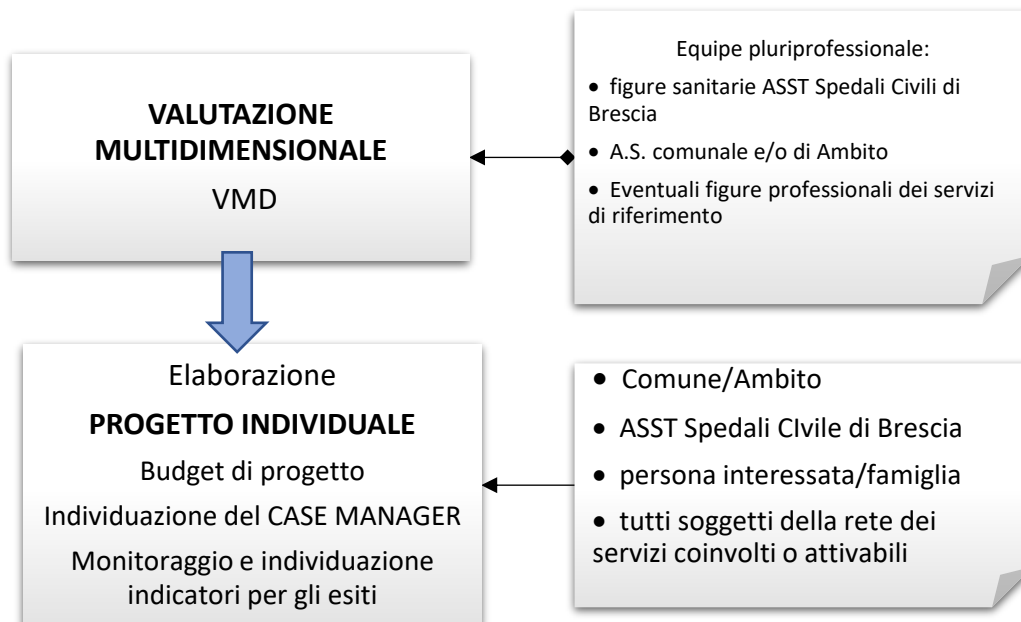 VALUTAZIONE
MULTIDIMENSIONALE
VMD
Equipe pluriprofessionale:
• figure sanitarie ASST Spedali Civili di
Brescia
• A.S. comunale e/o di Ambito
• Eventuali figure professionali dei servizi
di riferimento
Elaborazione
PROGETTO INDIVIDUALE
Budget di progetto
Individuazione del CASE MANAGER
Monitoraggio e individuazione
indicatori per gli esiti
• Comune/Ambito
• ASST Spedali CIvile di Brescia
• persona interessata/famiglia
• tutti soggetti della rete dei
servizi coinvolti o attivabili